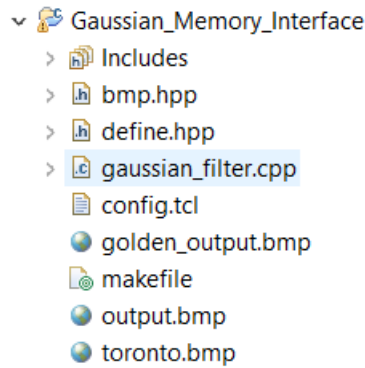 Gaussian_Memory_Interface
Includes
bmp.hpp
define.hpp
gaussian_filter.cpp
config.tcl
golden_output.bmp
makefile
output.bmp
toronto.bmp